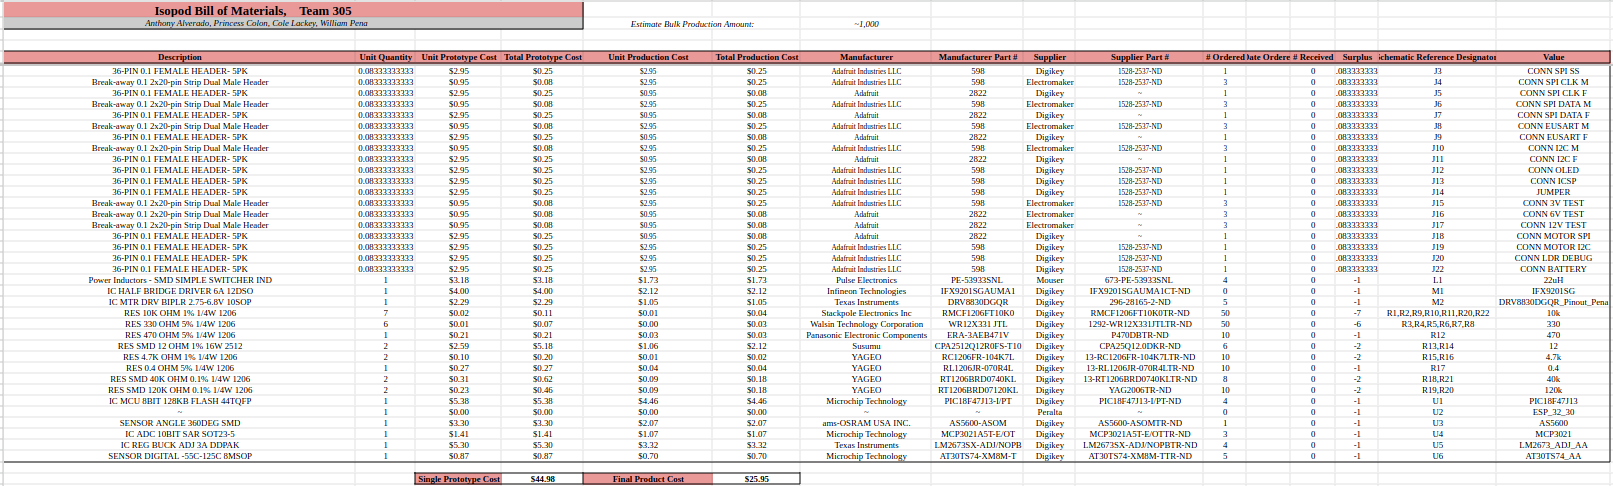 Isopod Bill of Materials, Team 305
Anthony Alverado, Princess Colon, Cole Lackey, William Pena
Estimate Bulk Production Amount: ~1,000
Description Unit Quantity Unit Prototype Cost Total Prototype Cost Unit Production Cost Total Production Cost Manufacturer Manufacturer Part # Supplier Supplier Part # # Ordered ate Ordere # Received Surplus chematic Reference Designator Value
36-PIN 0.1 FEMALE HEADER- 5PK 0.08333333333 $2.95 $0.25 $2.95 $0.25 Adafruit Industries LLC 598 Digikey 1528-2537-ND 1 0 .083333333 J3 CONN SPI SS
Break-away 0.1 2x20-pin Strip Dual Male Header 0.08333333333 $0.95 $0.08 $2.95 $0.25 Adafruit Industries LLC 598 Electromaker 1528-2537-ND 3 0 .083333333 J4 CONN SPI CLK M
36-PIN 0.1 FEMALE HEADER- 5PK 0.08333333333 $2.95 $0.25 $0.95 $0.08 Adafruit 2822 Digikey ~ 1 0 .083333333 J5 CONN SPI CLK F
Break-away 0.1 2x20-pin Strip Dual Male Header 0.08333333333 $0.95 $0.08 $2.95 $0.25 Adafruit Industries LLC 598 Electromaker 1528-2537-ND 3 0 .083333333 J6 CONN SPI DATA M
36-PIN 0.1 FEMALE HEADER- 5PK 0.08333333333 $2.95 $0.25 $0.95 $0.08 Adafruit 2822 Digikey ~ 1 0 .083333333 J7 CONN SPI DATA F
Break-away 0.1 2x20-pin Strip Dual Male Header 0.08333333333 $0.95 $0.08 $2.95 $0.25 Adafruit Industries LLC 598 Electromaker 1528-2537-ND 3 0 .083333333 J8 CONN EUSART M
36-PIN 0.1 FEMALE HEADER- 5PK 0.08333333333 $2.95 $0.25 $0.95 $0.08 Adafruit 2822 Digikey ~ 1 0 .083333333 J9 CONN EUSART F
Break-away 0.1 2x20-pin Strip Dual Male Header 0.08333333333 $0.95 $0.08 $2.95 $0.25 Adafruit Industries LLC 598 Electromaker 1528-2537-ND 3 0 .083333333 J10 CONN I2C M
36-PIN 0.1 FEMALE HEADER- 5PK 0.08333333333 $2.95 $0.25 $0.95 $0.08 Adafruit 2822 Digikey ~ 1 0 .083333333 J11 CONN I2C F
36-PIN 0.1 FEMALE HEADER- 5PK 0.08333333333 $2.95 $0.25 $2.95 $0.25 Adafruit Industries LLC 598 Digikey 1528-2537-ND 1 0 .083333333 J12 CONN OLED
36-PIN 0.1 FEMALE HEADER- 5PK 0.08333333333 $2.95 $0.25 $2.95 $0.25 Adafruit Industries LLC 598 Digikey 1528-2537-ND 1 0 .083333333 J13 CONN ICSP
36-PIN 0.1 FEMALE HEADER- 5PK 0.08333333333 $2.95 $0.25 $2.95 $0.25 Adafruit Industries LLC 598 Digikey 1528-2537-ND 1 0 .083333333 J14 JUMPER
Break-away 0.1 2x20-pin Strip Dual Male Header 0.08333333333 $0.95 $0.08 $2.95 $0.25 Adafruit Industries LLC 598 Electromaker 1528-2537-ND 3 0 .083333333 J15 CONN 3V TEST
Break-away 0.1 2x20-pin Strip Dual Male Header 0.08333333333 $0.95 $0.08 $0.95 $0.08 Adafruit 2822 Electromaker ~ 3 0 .083333333 J16 CONN 6V TEST
Break-away 0.1 2x20-pin Strip Dual Male Header 0.08333333333 $0.95 $0.08 $0.95 $0.08 Adafruit 2822 Electromaker ~ 3 0 .083333333 J17 CONN 12V TEST
36-PIN 0.1 FEMALE HEADER- 5PK 0.08333333333 $2.95 $0.25 $0.95 $0.08 Adafruit 2822 Digikey ~ 1 0 .083333333 J18 CONN MOTOR SPI
36-PIN 0.1 FEMALE HEADER- 5PK 0.08333333333 $2.95 $0.25 $2.95 $0.25 Adafruit Industries LLC 598 Digikey 1528-2537-ND 1 0 .083333333 J19 CONN MOTOR I2C
36-PIN 0.1 FEMALE HEADER- 5PK 0.08333333333 $2.95 $0.25 $2.95 $0.25 Adafruit Industries LLC 598 Digikey 1528-2537-ND 1 0 .083333333 J20 CONN LDR DEBUG
36-PIN 0.1 FEMALE HEADER- 5PK 0.08333333333 $2.95 $0.25 $2.95 $0.25 Adafruit Industries LLC 598 Digikey 1528-2537-ND 1 0 .083333333 J22 CONN BATTERY
Power Inductors - SMD SIMPLE SWITCHER IND 1 $3.18 $3.18 $1.73 $1.73 Pulse Electronics PE-53933SNL Mouser 673-PE-53933SNL 4 0 -1 L1 22uH
IC HALF BRIDGE DRIVER 6A 12DSO 1 $4.00 $4.00 $2.12 $2.12 Infineon Technologies IFX9201SGAUMA1 Digikey IFX9201SGAUMA1CT-ND 0 0 -1 M1 IFX9201SG
IC MTR DRV BIPLR 2.75-6.8V 10SOP 1 $2.29 $2.29 $1.05 $1.05 Texas Instruments DRV8830DGQR Digikey 296-28165-2-ND 5 0 -1 M2 DRV8830DGQR_Pinout_Pena
RES 10K OHM 1% 1/4W 1206 7 $0.02 $0.11 $0.01 $0.04 Stackpole Electronics Inc RMCF1206FT10K0 Digikey RMCF1206FT10K0TR-ND 50 0 -7 R1,R2,R9,R10,R11,R20,R22 10k
RES 330 OHM 5% 1/4W 1206 6 $0.01 $0.07 $0.00 $0.03 Walsin Technology Corporation WR12X331 JTL Digikey 1292-WR12X331JTLTR-ND 50 0 -6 R3,R4,R5,R6,R7,R8 330
RES 470 OHM 5% 1/4W 1206 1 $0.21 $0.21 $0.03 $0.03 Panasonic Electronic Components ERA-3AEB471V Digikey P470DBTR-ND 10 0 -1 R12 470
RES SMD 12 OHM 1% 16W 2512 2 $2.59 $5.18 $1.06 $2.12 Susumu CPA2512Q12R0FS-T10 Digikey CPA25Q12.0DKR-ND 6 0 -2 R13,R14 12
RES 4.7K OHM 1% 1/4W 1206 2 $0.10 $0.20 $0.01 $0.02 YAGEO RC1206FR-104K7L Digikey 13-RC1206FR-104K7LTR-ND 10 0 -2 R15,R16 4.7k
RES 0.4 OHM 5% 1/4W 1206 1 $0.27 $0.27 $0.04 $0.04 YAGEO RL1206JR-070R4L Digikey 13-RL1206JR-070R4LTR-ND 10 0 -1 R17 0.4
RES SMD 40K OHM 0.1% 1/4W 1206 2 $0.31 $0.62 $0.09 $0.18 YAGEO RT1206BRD0740KL Digikey 13-RT1206BRD0740KLTR-ND 8 0 -2 R18,R21 40k
RES SMD 120K OHM 0.1% 1/4W 1206 2 $0.23 $0.46 $0.09 $0.18 YAGEO RT1206BRD07120KL Digikey YAG2006TR-ND 10 0 -2 R19,R20 120k
IC MCU 8BIT 128KB FLASH 44TQFP 1 $5.38 $5.38 $4.46 $4.46 Microchip Technology PIC18F47J13-I/PT Digikey PIC18F47J13-I/PT-ND 4 0 -1 U1 PIC18F47J13
~ 1 $0.00 $0.00 $0.00 $0.00 ~ ~ Peralta ~ 0 0 -1 U2 ESP_32_30
SENSOR ANGLE 360DEG SMD 1 $3.30 $3.30 $2.07 $2.07 ams-OSRAM USA INC. AS5600-ASOM Digikey AS5600-ASOMTR-ND 1 0 -1 U3 AS5600
IC ADC 10BIT SAR SOT23-5 1 $1.41 $1.41 $1.07 $1.07 Microchip Technology MCP3021A5T-E/OT Digikey MCP3021A5T-E/OTTR-ND 3 0 -1 U4 MCP3021
IC REG BUCK ADJ 3A DDPAK 1 $5.30 $5.30 $3.32 $3.32 Texas Instruments LM2673SX-ADJ/NOPB Digikey LM2673SX-ADJ/NOPBTR-ND 4 0 -1 U5 LM2673_ADJ_AA
SENSOR DIGITAL -55C-125C 8MSOP 1 $0.87 $0.87 $0.70 $0.70 Microchip Technology AT30TS74-XM8M-T Digikey AT30TS74-XM8M-TTR-ND 5 0 -1 U6 AT30TS74_AA
Single Prototype Cost $44.98 Final Product Cost $25.95